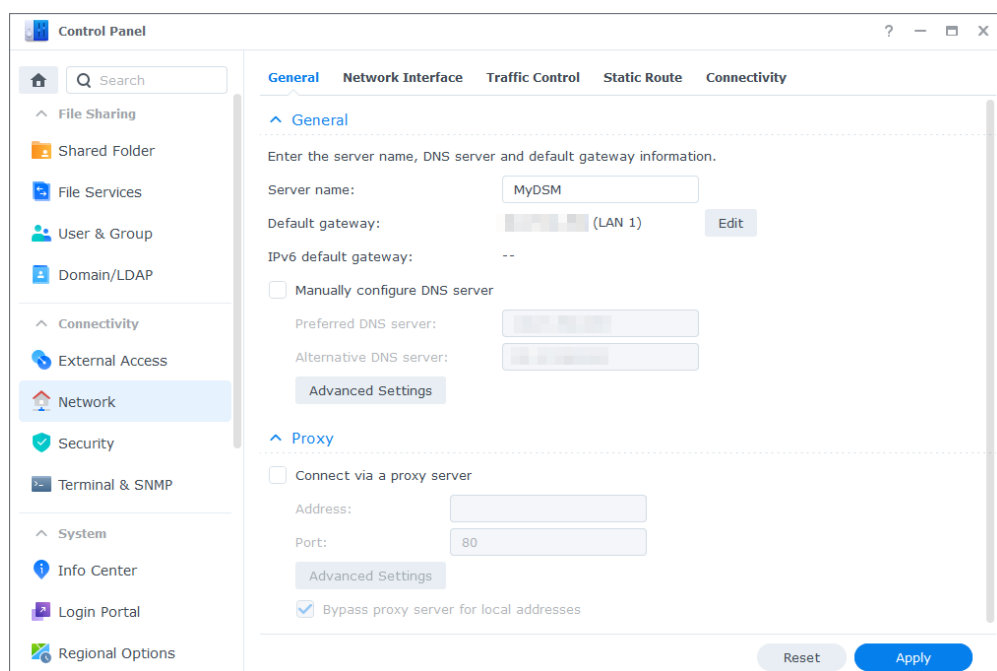 Control Panel
?
Search
File Sharing
Shared Folder
File Services
User & Group
Domain/LDAP
Connectivity
External Access
Network
Security
Terminal & SNMP
System
Info Center
Login Portal
Regional Options
General Network Interface Traffic Control Static Route Connectivity
General
Enter the server name, DNS server and default gateway information.
Server name: MyDSM
Default gateway: (LAN 1) Edit
IPv6 default gateway: --
Manually configure DNS server
Preferred DNS server:
Alternative DNS server:
Advanced Settings
Proxy
Connect via a proxy server
Address:
Port: 80
Advanced Settings
Bypass proxy server for local addresses
Reset Apply